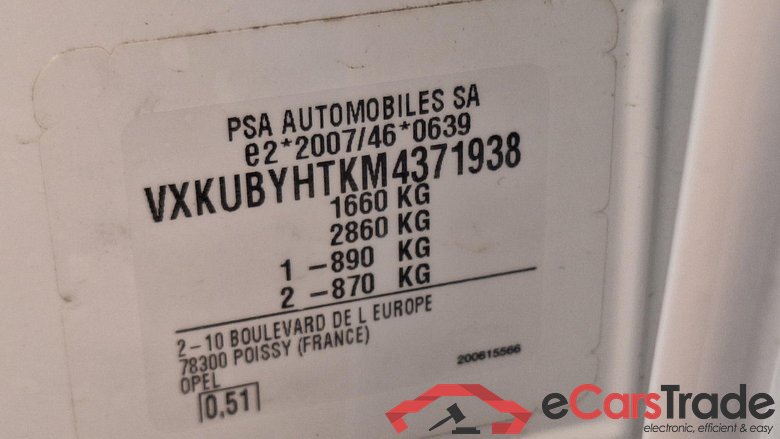 PSA AUTOMOBILES SA
e2*2007/46*0639
VXKUBYHTKM4371938
1660 KG
2860 KG
1 -890 KG
2 -870 KG
2-10 BOULEVARD DE L EUROPE
78300 POISSY (FRANCE)
OPEL
200615566
0.51
eCarsTrade
electronic, efficient & easy